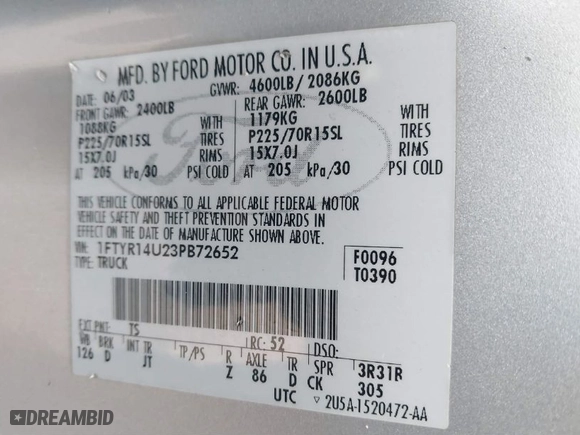 MFD. BY FORD MOTOR CO. IN U.S.A.
DATE: 06/03 GVWR: 4600LB/ 2086KG
FRONT GAWR: 2400LB REAR GAWR: 2600LB
1088KG WITH 1179KG WITH
P225/70R15SL TIRES P225/70R15SL TIRES
15X7.0J RIMS 15X7.0J RIMS
AT 205 kPa/30 PSI COLD AT 205 kPa/30 PSI COLD
Ford
THIS VEHICLE CONFORMS TO ALL APPLICABLE FEDERAL MOTOR
VEHICLE SAFETY AND THEFT PREVENTION STANDARDS IN
EFFECT ON THE DATE OF MANUFACTURE SHOWN ABOVE.
VIN: 1FTYR14U23PB72652 F0096
TYPE: TRUCK T0390
EXT PNT: TS RC: 52 DSO:
WB BRK INT TR TP/PS R AXLE TR SPR 3R31R
126 D JT Z 86 D CK 305
UTC ▽ 2U5A-1520472-AA
DREAMBID